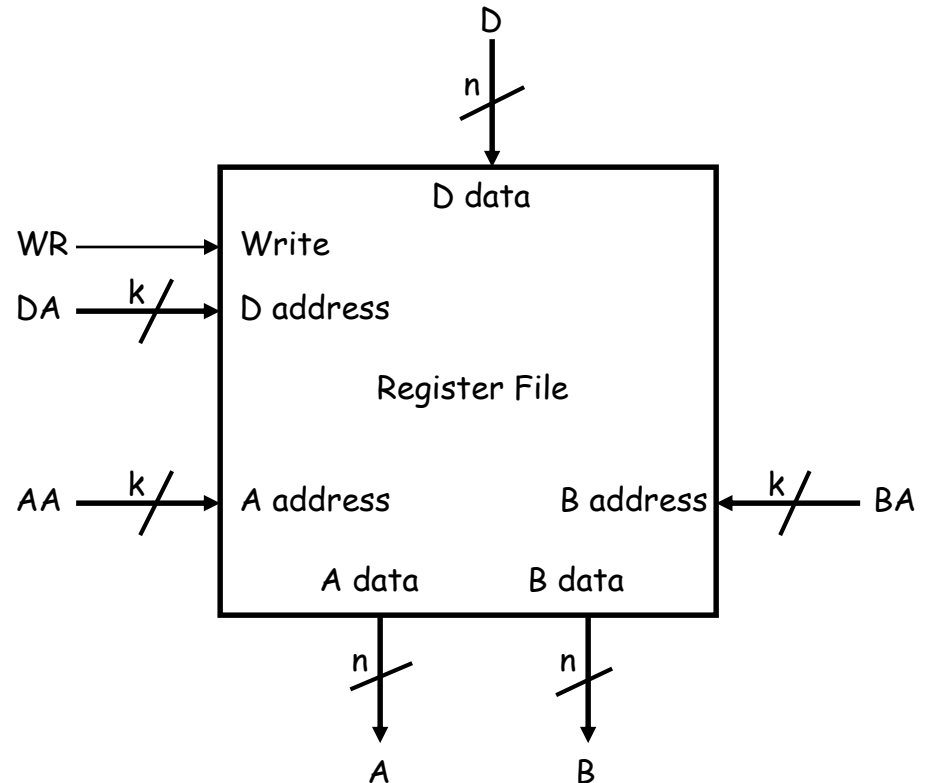 D
n
D data
WR
Write
k
DA
D address
Register File
k
k
AA
A address
B address
BA
A data
B data
n
n
A
B